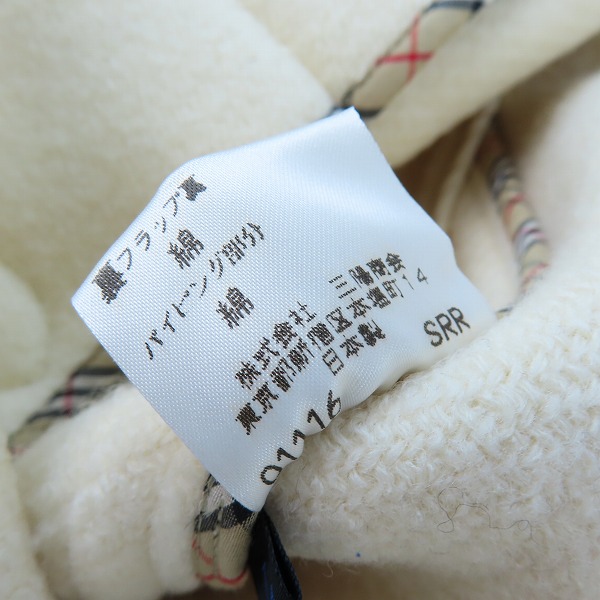 裏フラップ裏
綿
パイピング部分
綿
株式会社 三陽商会
東京都新宿区本塩町14
日本製
SRR
01116